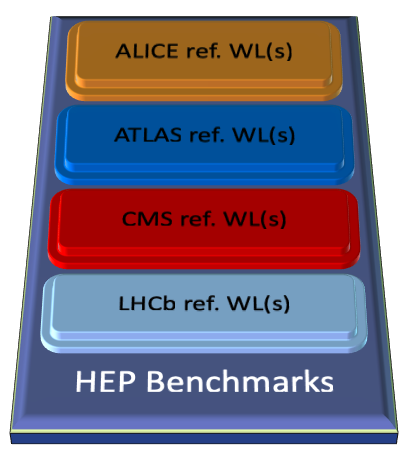 ALICE ref. WL(s)
ATLAS ref. WL(s)
CMS ref. WL(s)
LHCb ref. WL(s)
HEP Benchmarks